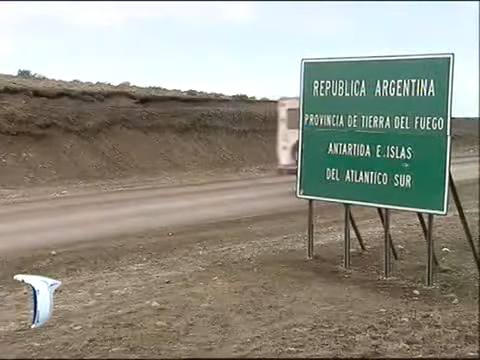 REPUBLICA ARGENTINA
PROVINCIA DE TIERRA DEL FUEGO
ANTARTIDA E ISLAS
DEL ATLANTICO SUR